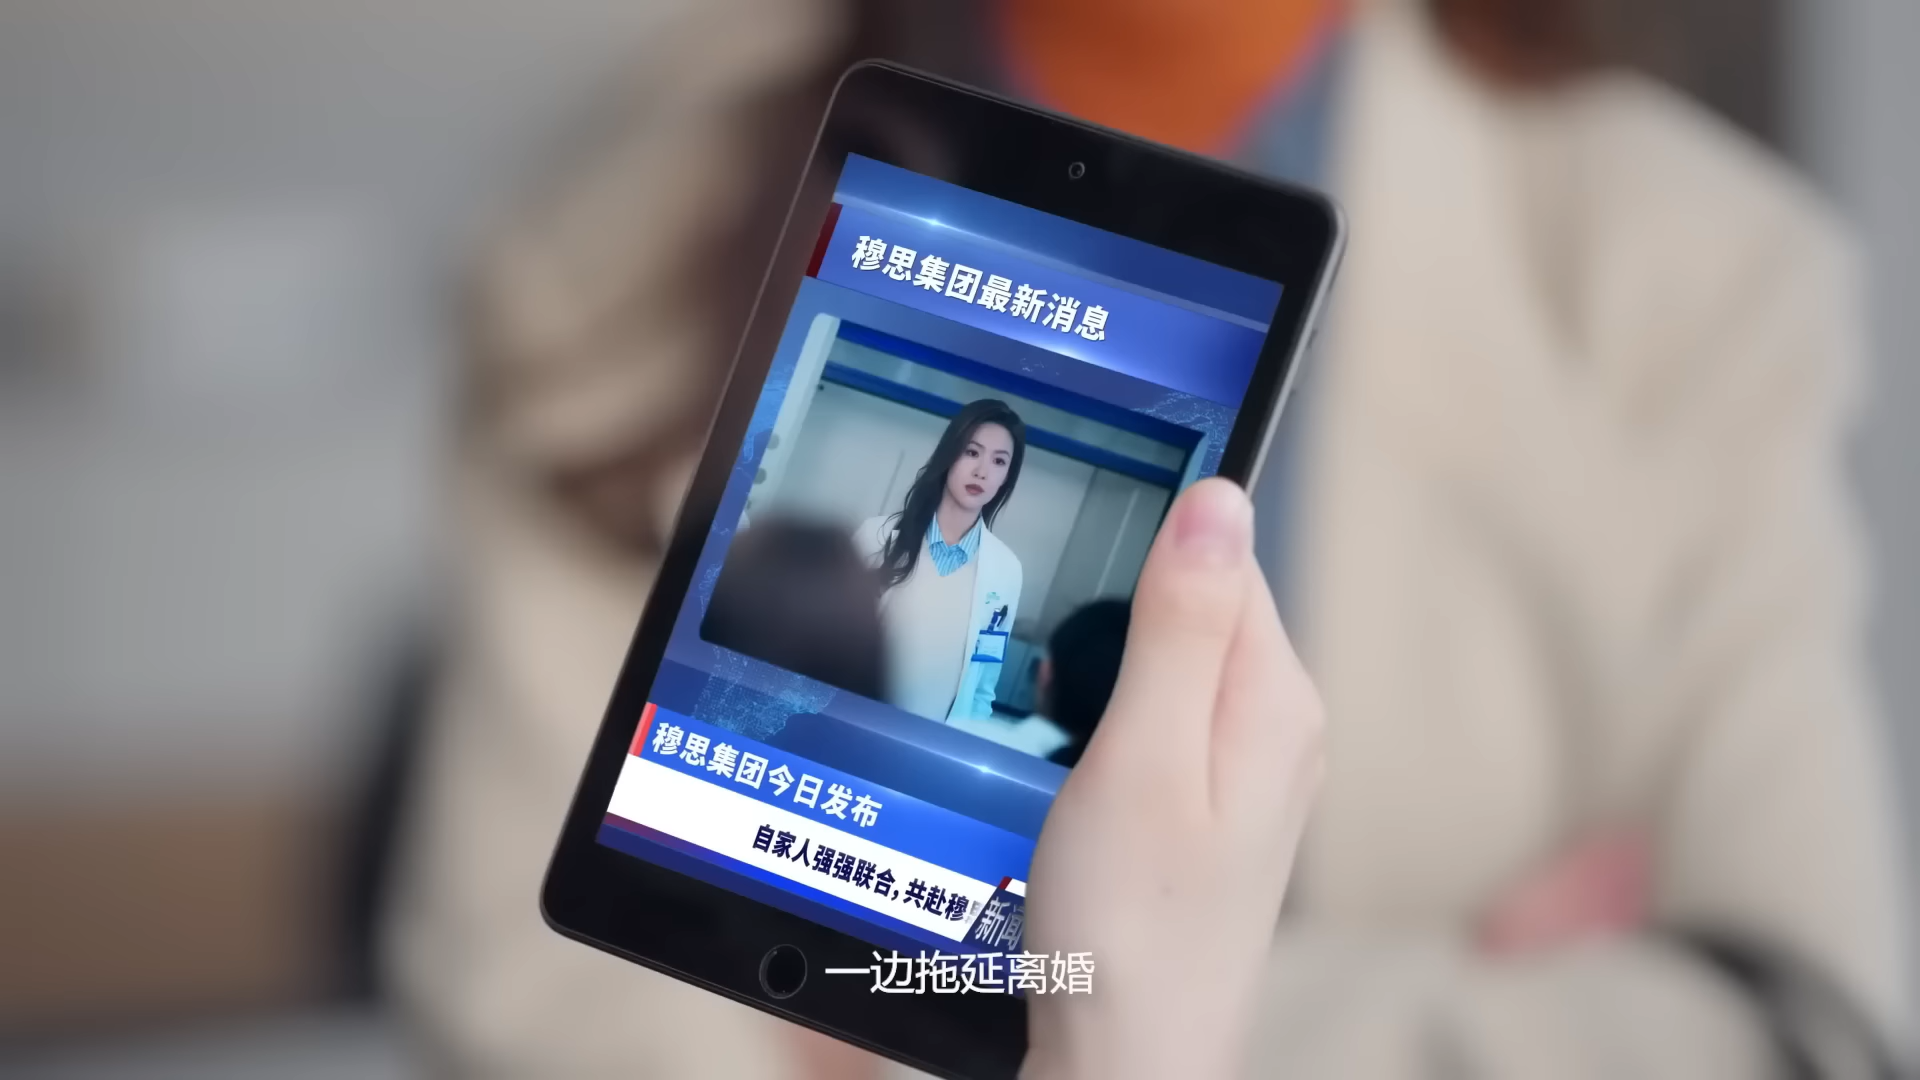 穆思集团最新消息
穆思集团今日发布
自家人强强联合，共赴穆
新闻
一边拖延离婚